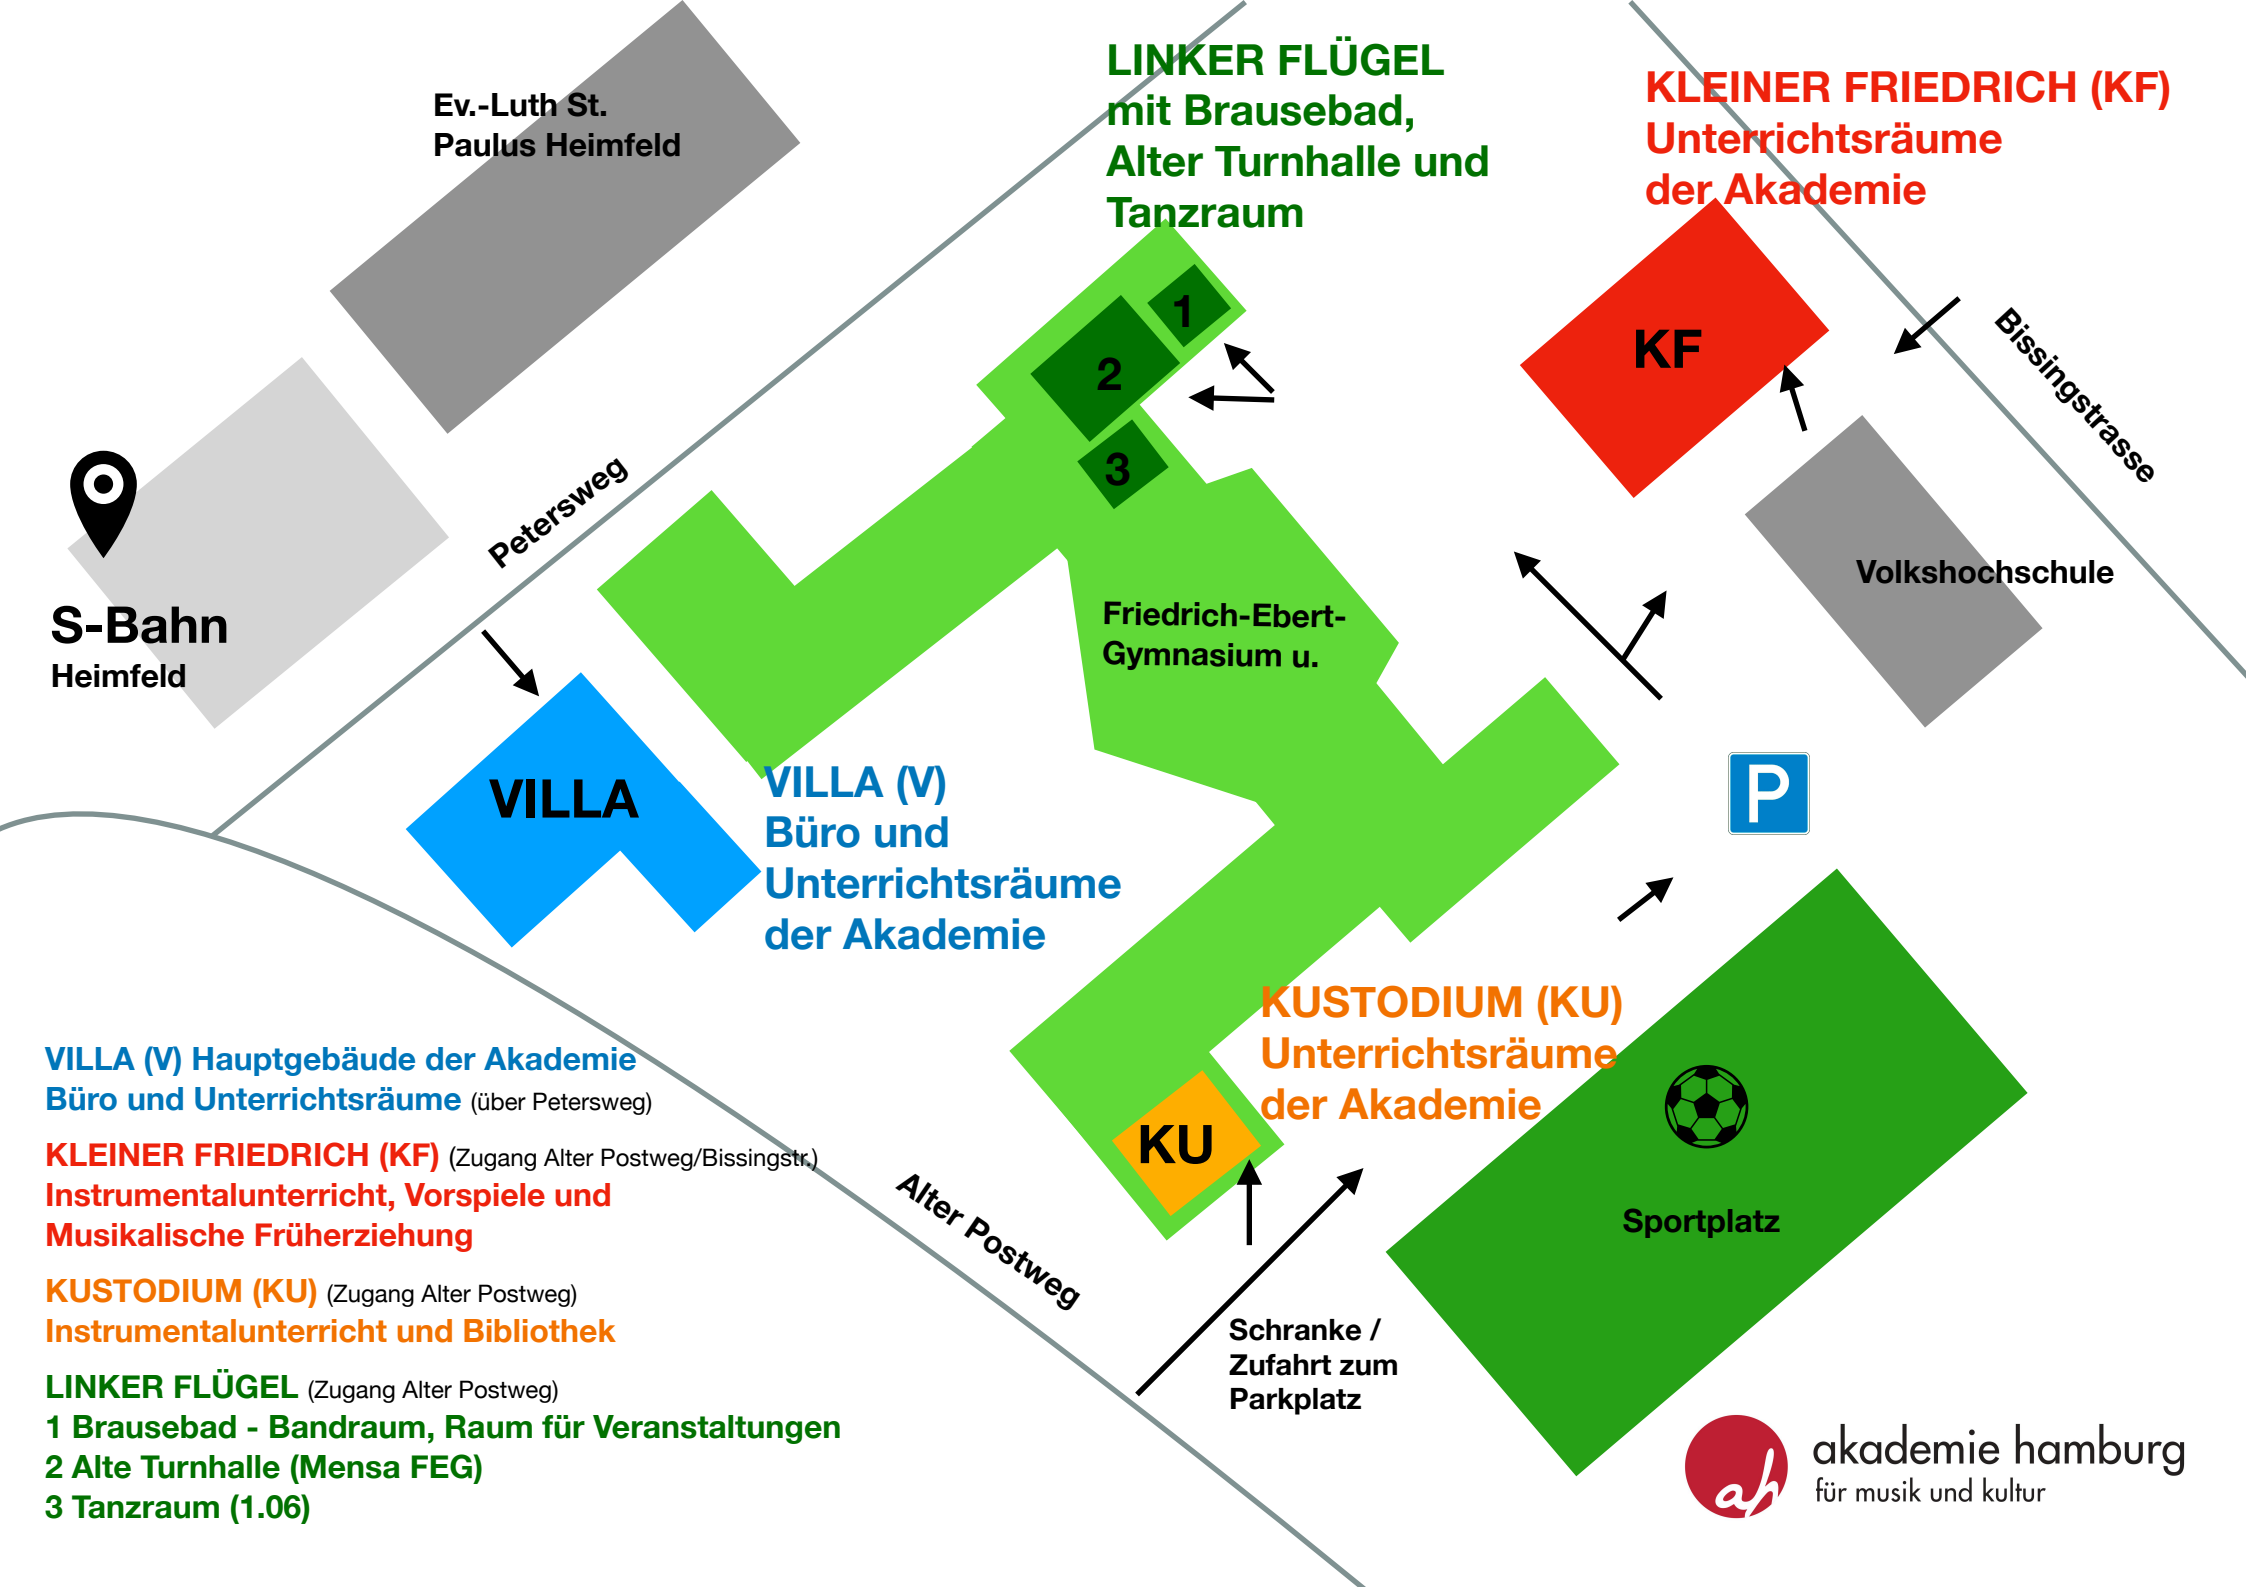 Ev.-Luth St.
Paulus Heimfeld
LINKER FLÜGEL
mit Brausebad,
Alter Turnhalle und
Tanzraum
KLEINER FRIEDRICH (KF)
Unterrichtsräume
der Akademie
1
2
3
KF
Bissingstrasse
Petersweg
S-Bahn
Heimfeld
Friedrich-Ebert-
Gymnasium u.
Volkshochschule
VILLA
VILLA (V)
Büro und
Unterrichtsräume
der Akademie
P
KUSTODIUM (KU)
Unterrichtsräume
der Akademie
KU
Sportplatz
Alter Postweg
Schranke /
Zufahrt zum
Parkplatz
VILLA (V) Hauptgebäude der Akademie
Büro und Unterrichtsräume (über Petersweg)
KLEINER FRIEDRICH (KF) (Zugang Alter Postweg/Bissingstr.)
Instrumentalunterricht, Vorspiele und
Musikalische Früherziehung
KUSTODIUM (KU) (Zugang Alter Postweg)
Instrumentalunterricht und Bibliothek
LINKER FLÜGEL (Zugang Alter Postweg)
1 Brausebad - Bandraum, Raum für Veranstaltungen
2 Alte Turnhalle (Mensa FEG)
3 Tanzraum (1.06)
ah
akademie hamburg
für musik und kultur